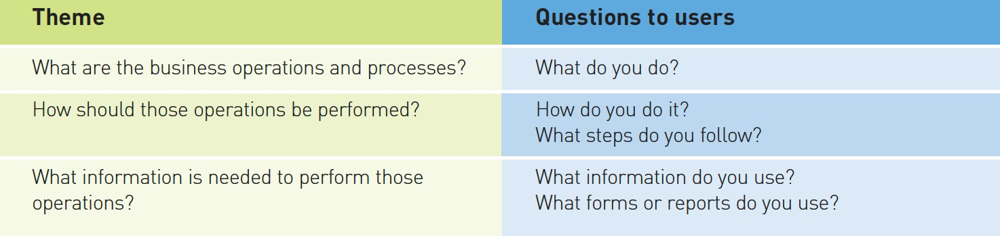 Theme
Questions to users
What are the business operations and processes?
What do you do?
How should those operations be performed?
How do you do it?
What steps do you follow?
What information is needed to perform those
operations?
What information do you use?
What forms or reports do you use?